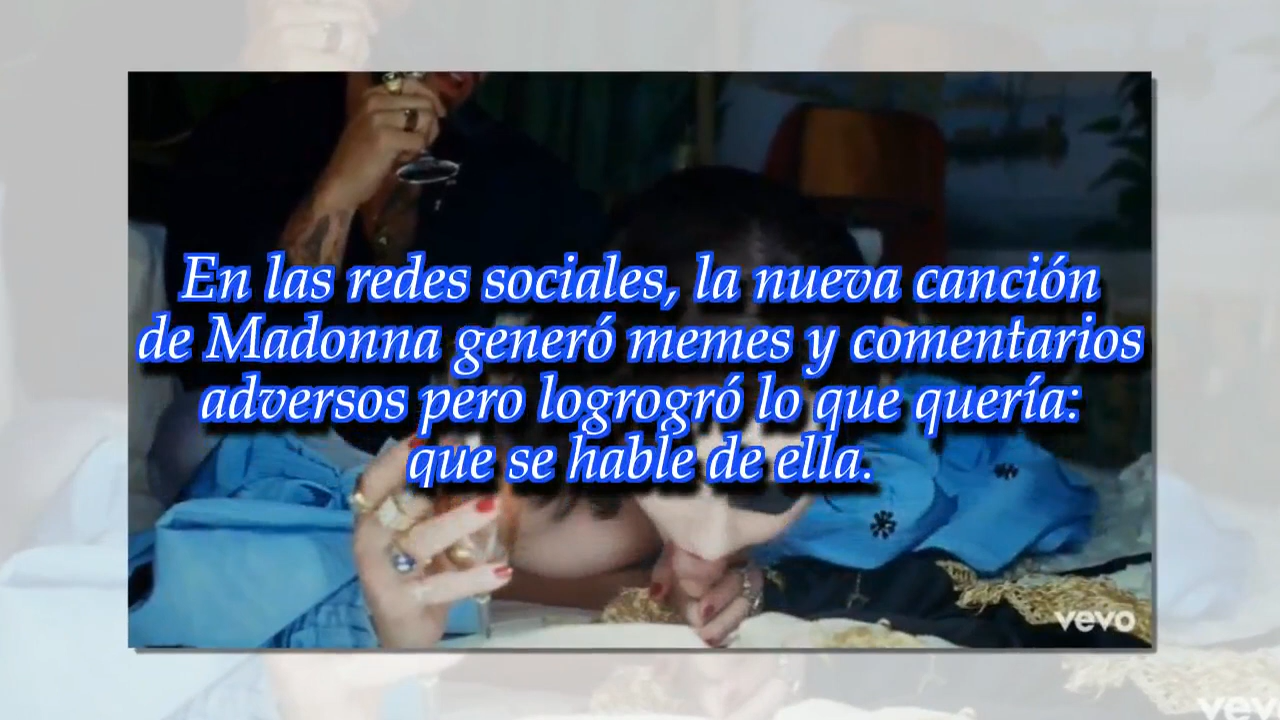 En las redes sociales, la nueva canción
de Madonna generó memes y comentarios
adversos pero logrogró lo que quería:
que se hable de ella.
vevo
vev